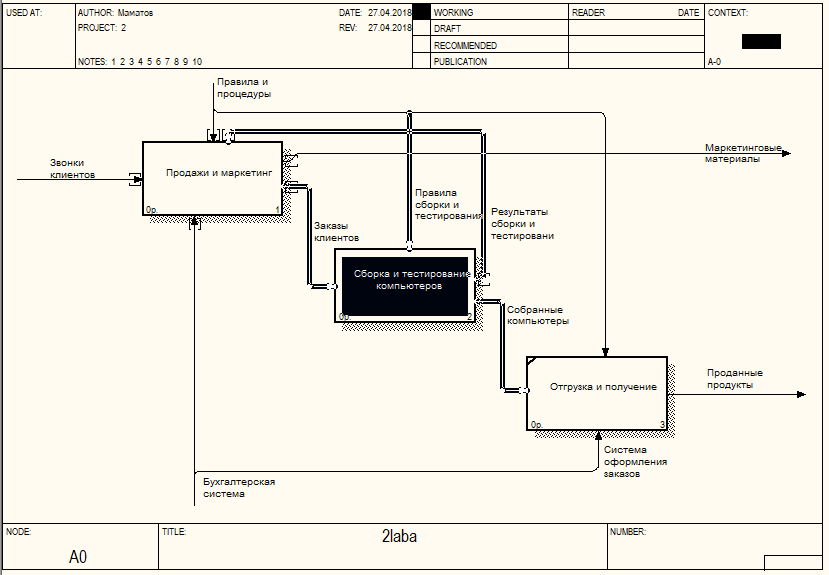 USED AT:
AUTHOR: Маматов
DATE: 27.04.2018
PROJECT: 2
REV: 27.04.2018
NOTES: 1 2 3 4 5 6 7 8 9 10
WORKING
DRAFT
RECOMMENDED
PUBLICATION
READER
DATE
CONTEXT:
A-0
Правила и
процедуры
Звонки
клиентов
Продажи и маркетинг
0р.
1
Маркетинговые
материалы
Заказы
клиентов
Правила
сборки и
тестирования
Результаты
сборки и
тестировани
Сборка и тестирование
компьютеров
0р.
2
Собранные
компьютеры
Отгрузка и получение
0р.
3
Проданные
продукты
Бухгалтерская
система
Система
оформления
заказов
NODE:
A0
TITLE:
2laba
NUMBER: